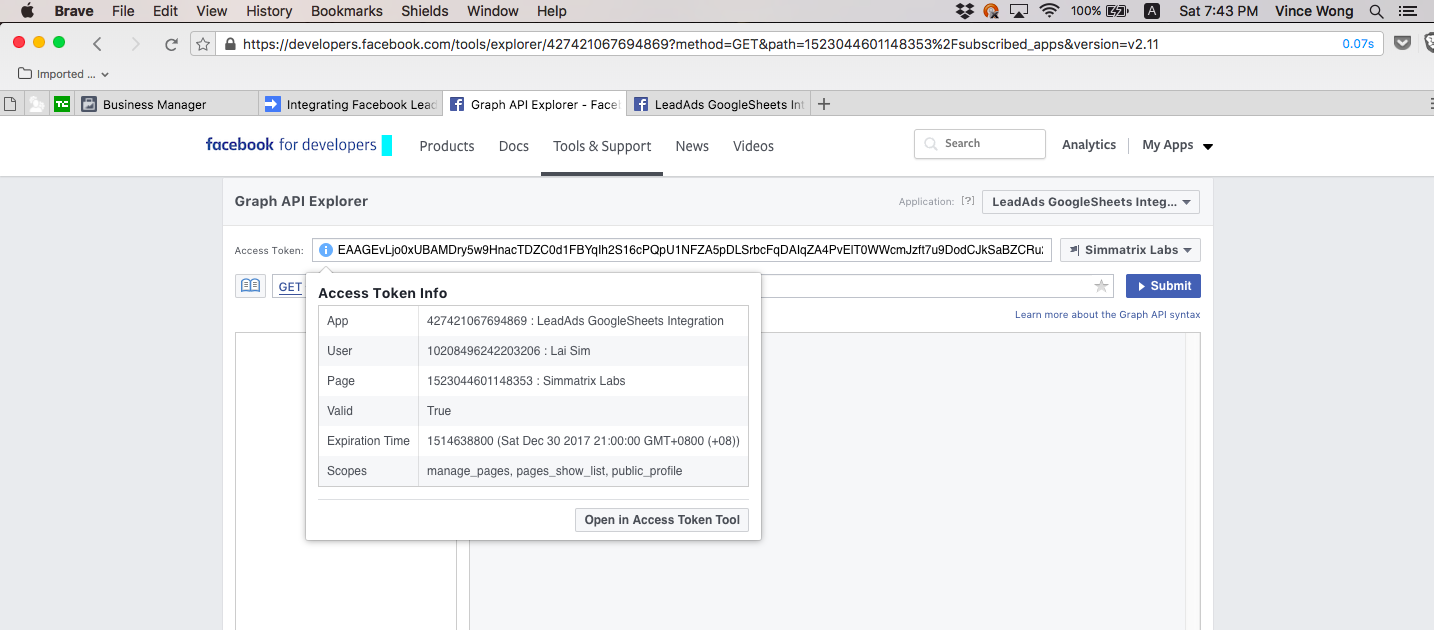 Brave File Edit View History Bookmarks Shields Window Help 100% A Sat 7:43 PM Vince Wong
https://developers.facebook.com/tools/explorer/427421067694869?method=GET&path=1523044601148353%2Fsubscribed_apps&version=v2.11 0.07s
Imported ...
TC Business Manager Integrating Facebook Lead Graph API Explorer - Face LeadAds GoogleSheets Int +
facebook for developers Products Docs Tools & Support News Videos Search Analytics My Apps
Graph API Explorer Application: [?] LeadAds GoogleSheets Integ...
Access Token: Simmatrix Labs
GET Submit
Learn more about the Graph API syntax
Access Token Info
App 427421067694869 : LeadAds GoogleSheets Integration
User 10208496242203206 : Lai Sim
Page 1523044601148353 : Simmatrix Labs
Valid True
Expiration Time 1514638800 (Sat Dec 30 2017 21:00:00 GMT+0800 (+08))
Scopes manage_pages, pages_show_list, public_profile
Open in Access Token Tool